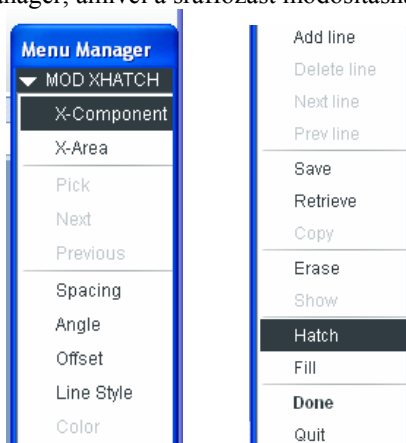 Menu Manager
MOD XHATCH
X-Component
X-Area
Pick
Next
Previous
Spacing
Angle
Offset
Line Style
Color
Add line
Delete line
Next line
Prev line
Save
Retrieve
Copy
Erase
Show
Hatch
Fill
Done
Quit